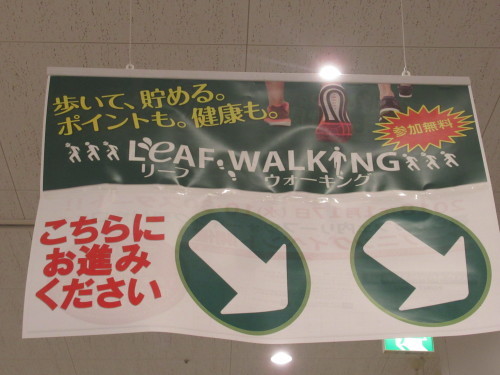 歩いて、貯める。
ポイントも。健康も。
参加無料
LeAF WALKING
リーフ ウォーキング
こちらに
お進み
ください